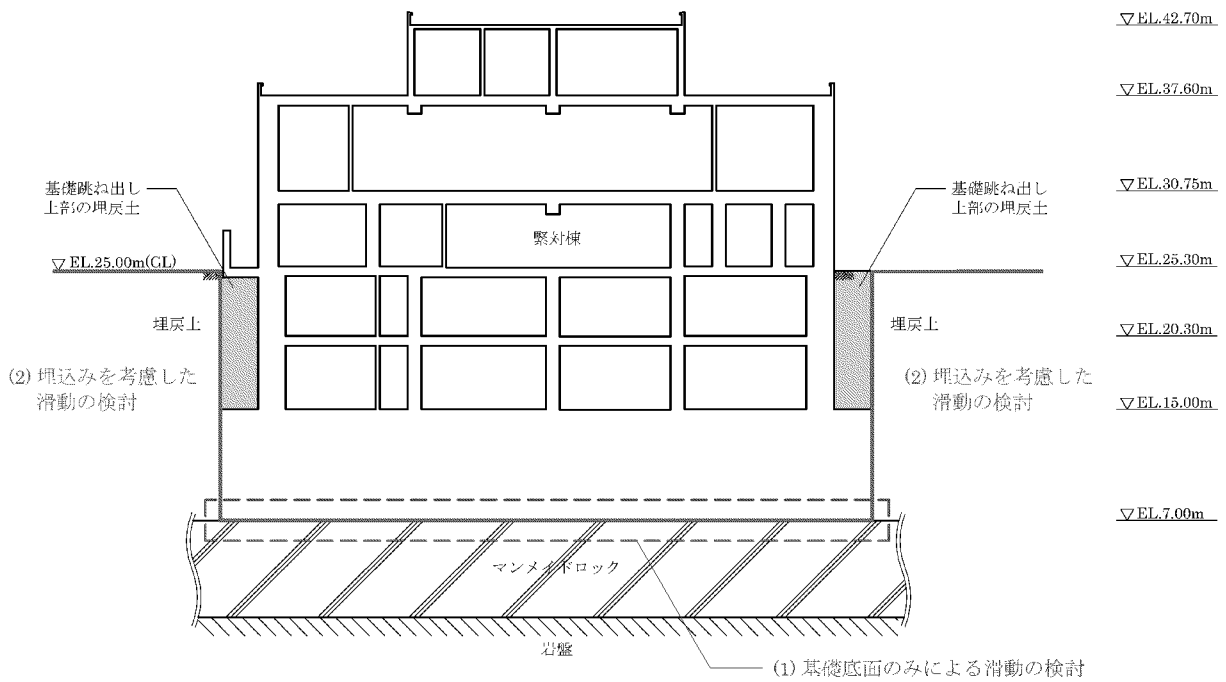 ▽EL.42.70m
▽EL.37.60m
基礎跳ね出し
上部の埋戻土
基礎跳ね出し
上部の埋戻土
▽EL.30.75m
緊対棟
▽EL.25.00m(GL)
▽EL.25.30m
埋戻土
埋戻土
▽EL.20.30m
(2) 埋込みを考慮した
滑動の検討
(2) 埋込みを考慮した
滑動の検討
▽EL.15.00m
▽EL.7.00m
マンメイドロック
岩盤
(1) 基礎底面のみによる滑動の検討